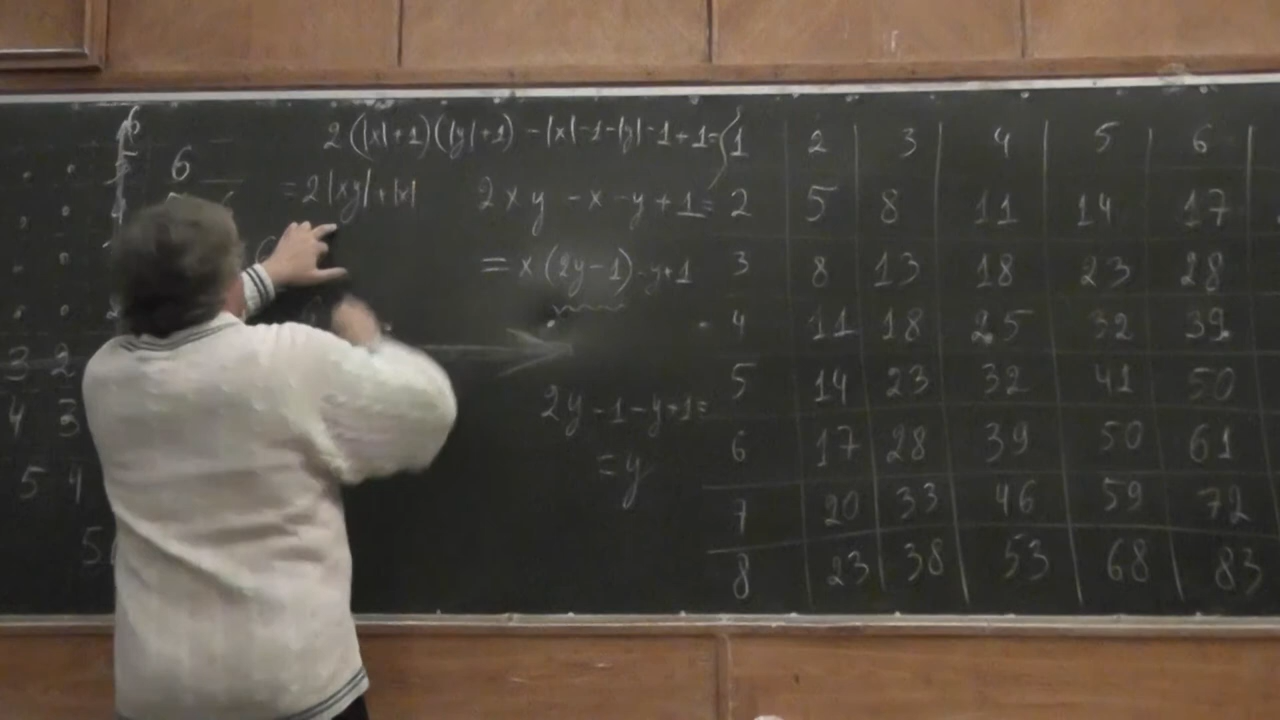 2(|x|+1)(|y|+1) -|x|-1-|y|-1+1=
6
=2|xy|+|x|
2xy -x-y+1=
=x(2y-1)-y+1
2y-1-y+1=
=y
3 2
4 3
5 4
5
1 2 3 4 5 6
2 5 8 11 14 17
3 8 13 18 23 28
4 11 18 25 32 39
5 14 23 32 41 50
6 17 28 39 50 61
7 20 33 46 59 72
8 23 38 53 68 83